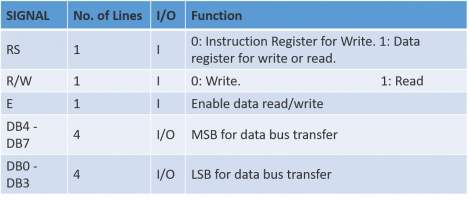 SIGNAL No. of Lines I/O Function
RS 1 I 0: Instruction Register for Write. 1: Data
register for write or read.
R/W 1 I 0: Write. 1: Read
E 1 I Enable data read/write
DB4 -
DB7 4 I/O MSB for data bus transfer
DB0 -
DB3 4 I/O LSB for data bus transfer